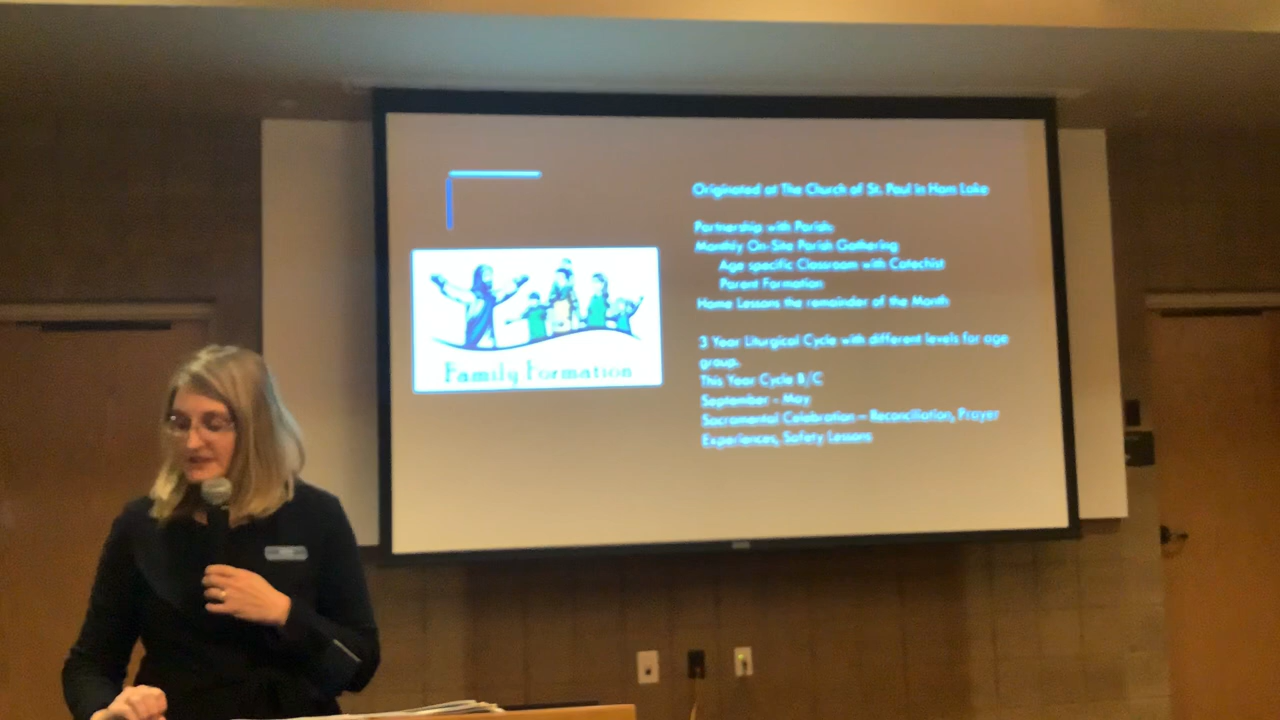 Originated at The Church of St. Paul in Ham Lake
Partnership with Parish:
Monthly On-Site Parish Gathering
Age specific Classroom with Catechist
Parent Formation
Home Lessons the remainder of the Month
3 Year Liturgical Cycle with different levels for age
group.
This Year Cycle B/C
September - May
Sacramental Celebration – Reconciliation, Prayer
Experiences, Safety Lessons
Family Formation